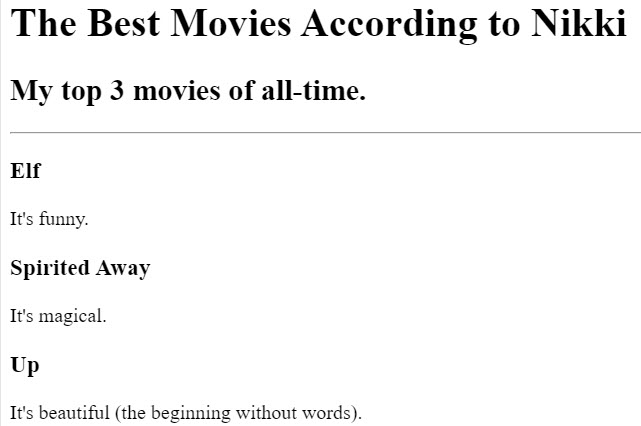 The Best Movies According to Nikki
My top 3 movies of all-time.
Elf
It's funny.
Spirited Away
It's magical.
Up
It's beautiful (the beginning without words).